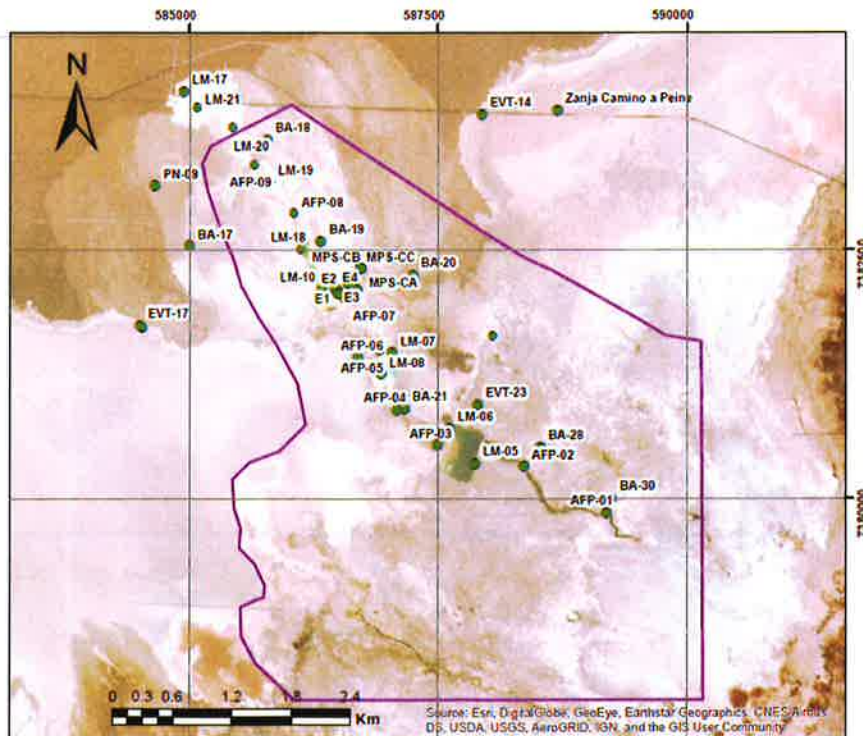 585000 587500 590000
N
LM-17
LM-21
EVT-14
Zanja Camino a Peine
BA-18
LM-20
LM-19
PN-09
AFP-09
AFP-08
BA-17
BA-19
LM-18
MPS-CB
MPS-CC
BA-20
LM-10
E2
E4
MPS-CA
E1
E3
AFP-07
EVT-17
AFP-06
LM-07
AFP-05
LM-08
AFP-04
BA-21
EVT-23
LM-06
AFP-03
BA-28
LM-05
AFP-02
BA-30
AFP-01
7130000
0 0.3 0.6 1.2 1.8 2.4
Km
Source: Esri, DigitalGlobe, GeoEye, Earthstar Geographics, CNES/Airbus
DS, USDA, USGS, AeroGRID, IGN, and the GIS User Community